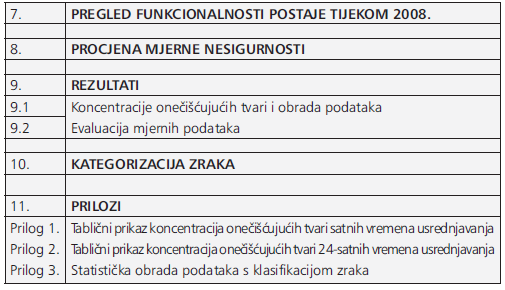 7. PREGLED FUNKCIONALNOSTI POSTAJE TIJEKOM 2008.
8. PROCJENA MJERNE NESIGURNOSTI
9. REZULTATI
9.1 Koncentracije onečišćujućih tvari i obrada podataka
9.2 Evaluacija mjernih podataka
10. KATEGORIZACIJA ZRAKA
11. PRILOZI
Prilog 1. Tablični prikaz koncentracija onečišćujućih tvari satnih vremena usrednjavanja
Prilog 2. Tablični prikaz koncentracija onečišćujućih tvari 24-satnih vremena usrednjavanja
Prilog 3. Statistička obrada podataka s klasifikacijom zraka